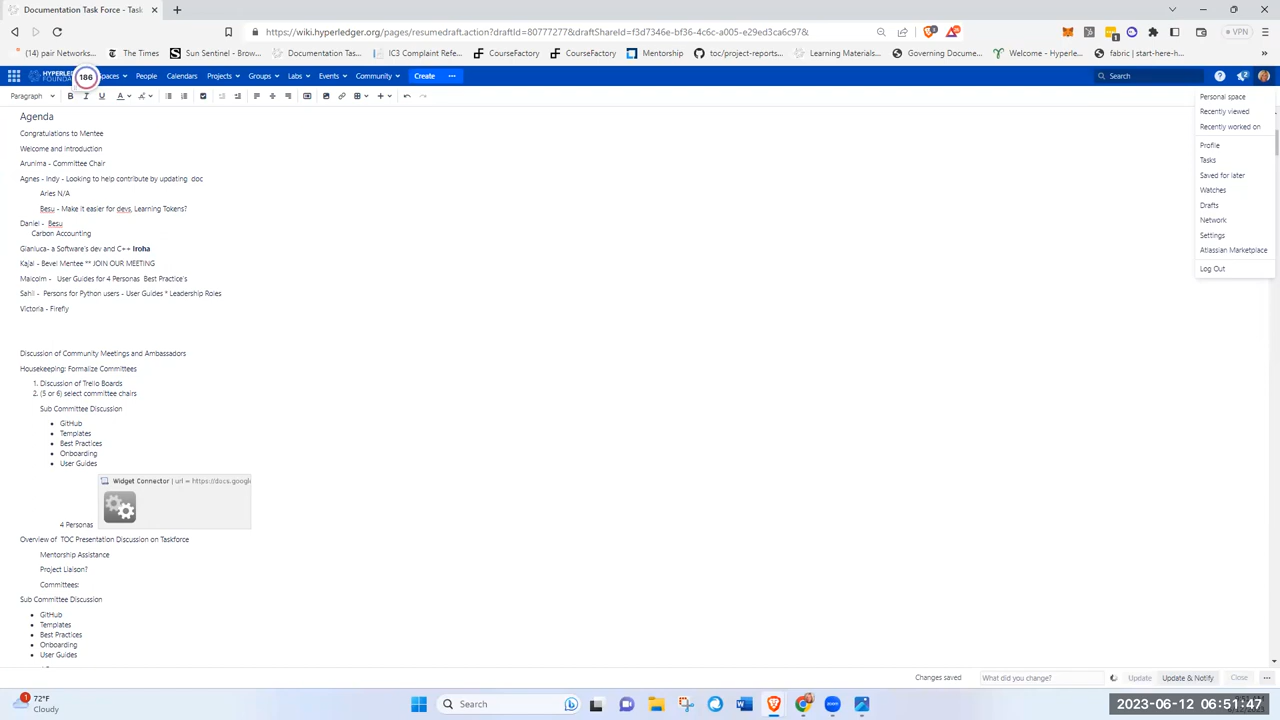 Documentation Task Force - Task
https://wiki.hyperledger.org/pages/resumedraft.action?draftId=80777277&draftShareId=f3d7346e-bf36-4c6c-a005-e29ed3ca6c97&
VPN
(14) pair Networks...
The Times
Sun Sentinel - Brow...
Documentation Tas...
IC3 Complaint Refe...
CourseFactory
CourseFactory
Mentorship
toc/project-reports...
Learning Materials...
Governing Docume...
Welcome - Hyperle...
fabric | start-here-h...
HYPERLEDGER
186
Spaces
People
Calendars
Projects
Groups
Labs
Events
Community
Create
Search
Paragraph
Agenda
Congratulations to Mentee
Welcome and introduction
Arunima - Committee Chair
Agnes - Indy - Looking to help contribute by updating doc
Aries N/A
Besu - Make it easier for devs, Learning Tokens?
Daniel - Besu
Carbon Accounting
Gianluca- a Software's dev and C++ Iroha
Kajal - Bevel Mentee ** JOIN OUR MEETING
Malcolm - User Guides for 4 Personas Best Practice's
Sahil - Persons for Python users - User Guides * Leadership Roles
Victoria - Firefly
Discussion of Community Meetings and Ambassadors
Housekeeping: Formalize Committees
1. Discussion of Trello Boards
2. (5 or 6) select committee chairs
Sub Committee Discussion
• GitHub
• Templates
• Best Practices
• Onboarding
• User Guides
Widget Connector | url = https://docs.googl
4 Personas
Overview of TOC Presentation Discussion on Taskforce
Mentorship Assistance
Project Liaison?
Committees:
Sub Committee Discussion
• GitHub
• Templates
• Best Practices
• Onboarding
• User Guides
Personal space
Recently viewed
Recently worked on
Profile
Tasks
Saved for later
Watches
Drafts
Network
Settings
Atlassian Marketplace
Log Out
Changes saved
What did you change?
Update
Update & Notify
Close
72°F
Cloudy
Search
2023-06-12 06:51:47